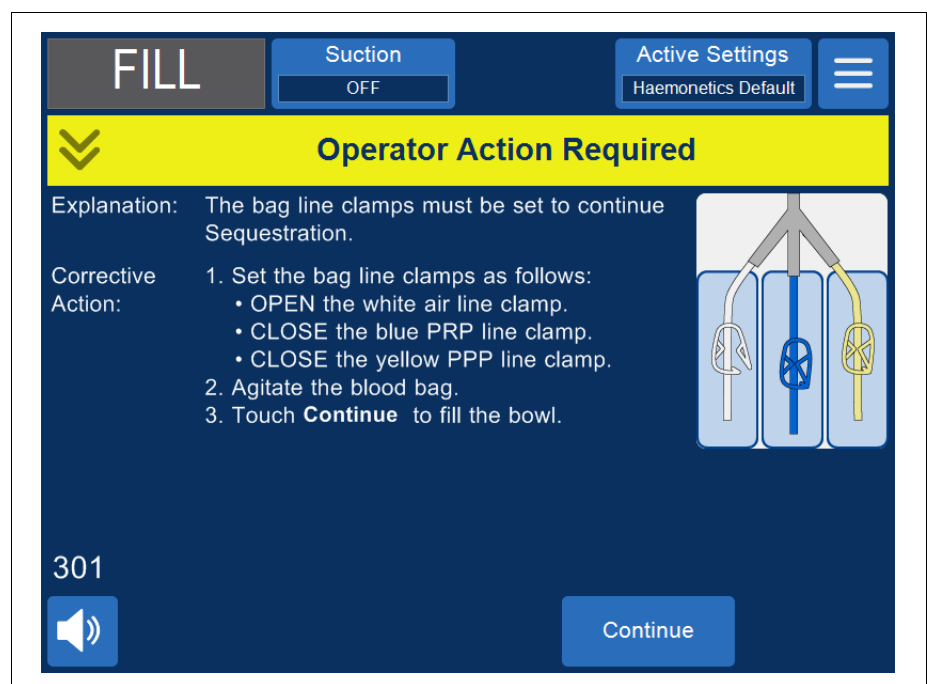 FILL
Suction
OFF
Active Settings
Haemonetics Default
Operator Action Required
Explanation: The bag line clamps must be set to continue
Sequestration.
Corrective 1. Set the bag line clamps as follows:
Action: • OPEN the white air line clamp.
• CLOSE the blue PRP line clamp.
• CLOSE the yellow PPP line clamp.
2. Agitate the blood bag.
3. Touch Continue to fill the bowl.
301
Continue